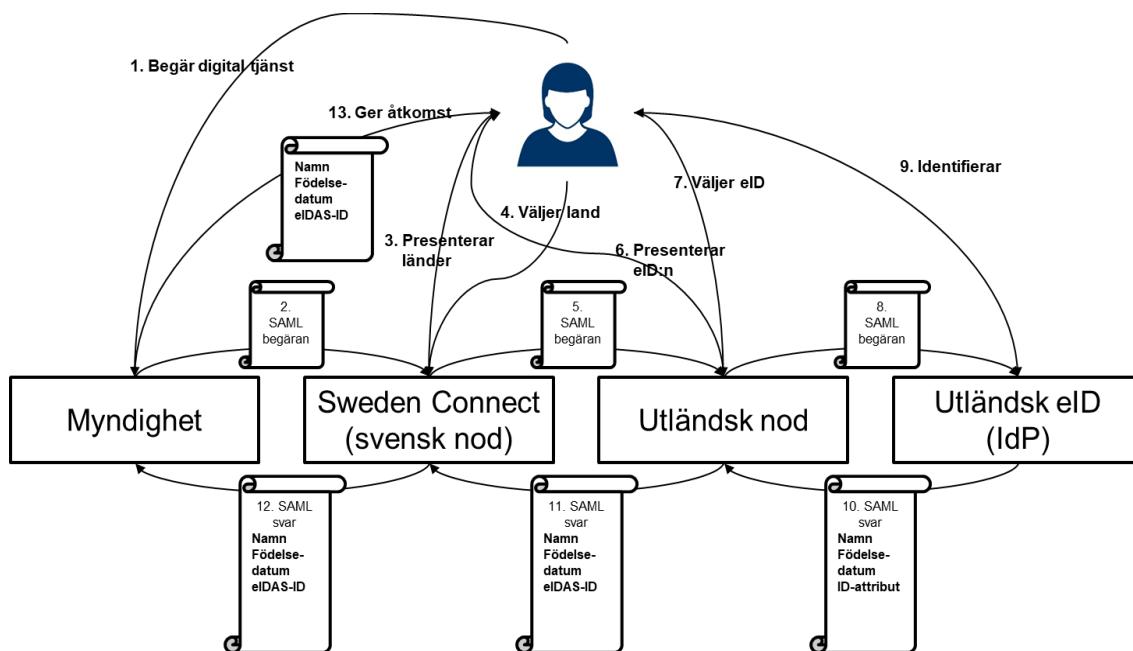 1. Begär digital tjänst
13. Ger åtkomst
Namn
Födelse-
datum
eIDAS-ID
9. Identifierar
7. Väljer eID
4. Väljer land
3. Presenterar
länder
6. Presenterar
eID:n
2.
SAML
begäran
5.
SAML
begäran
8.
SAML
begäran
Myndighet
Sweden Connect
(svensk nod)
Utländsk nod
Utländsk eID
(IdP)
12. SAML
svar
Namn
Födelse-
datum
eIDAS-ID
11. SAML
svar
Namn
Födelse-
datum
eIDAS-ID
10. SAML
svar
Namn
Födelse-
datum
ID-attribut